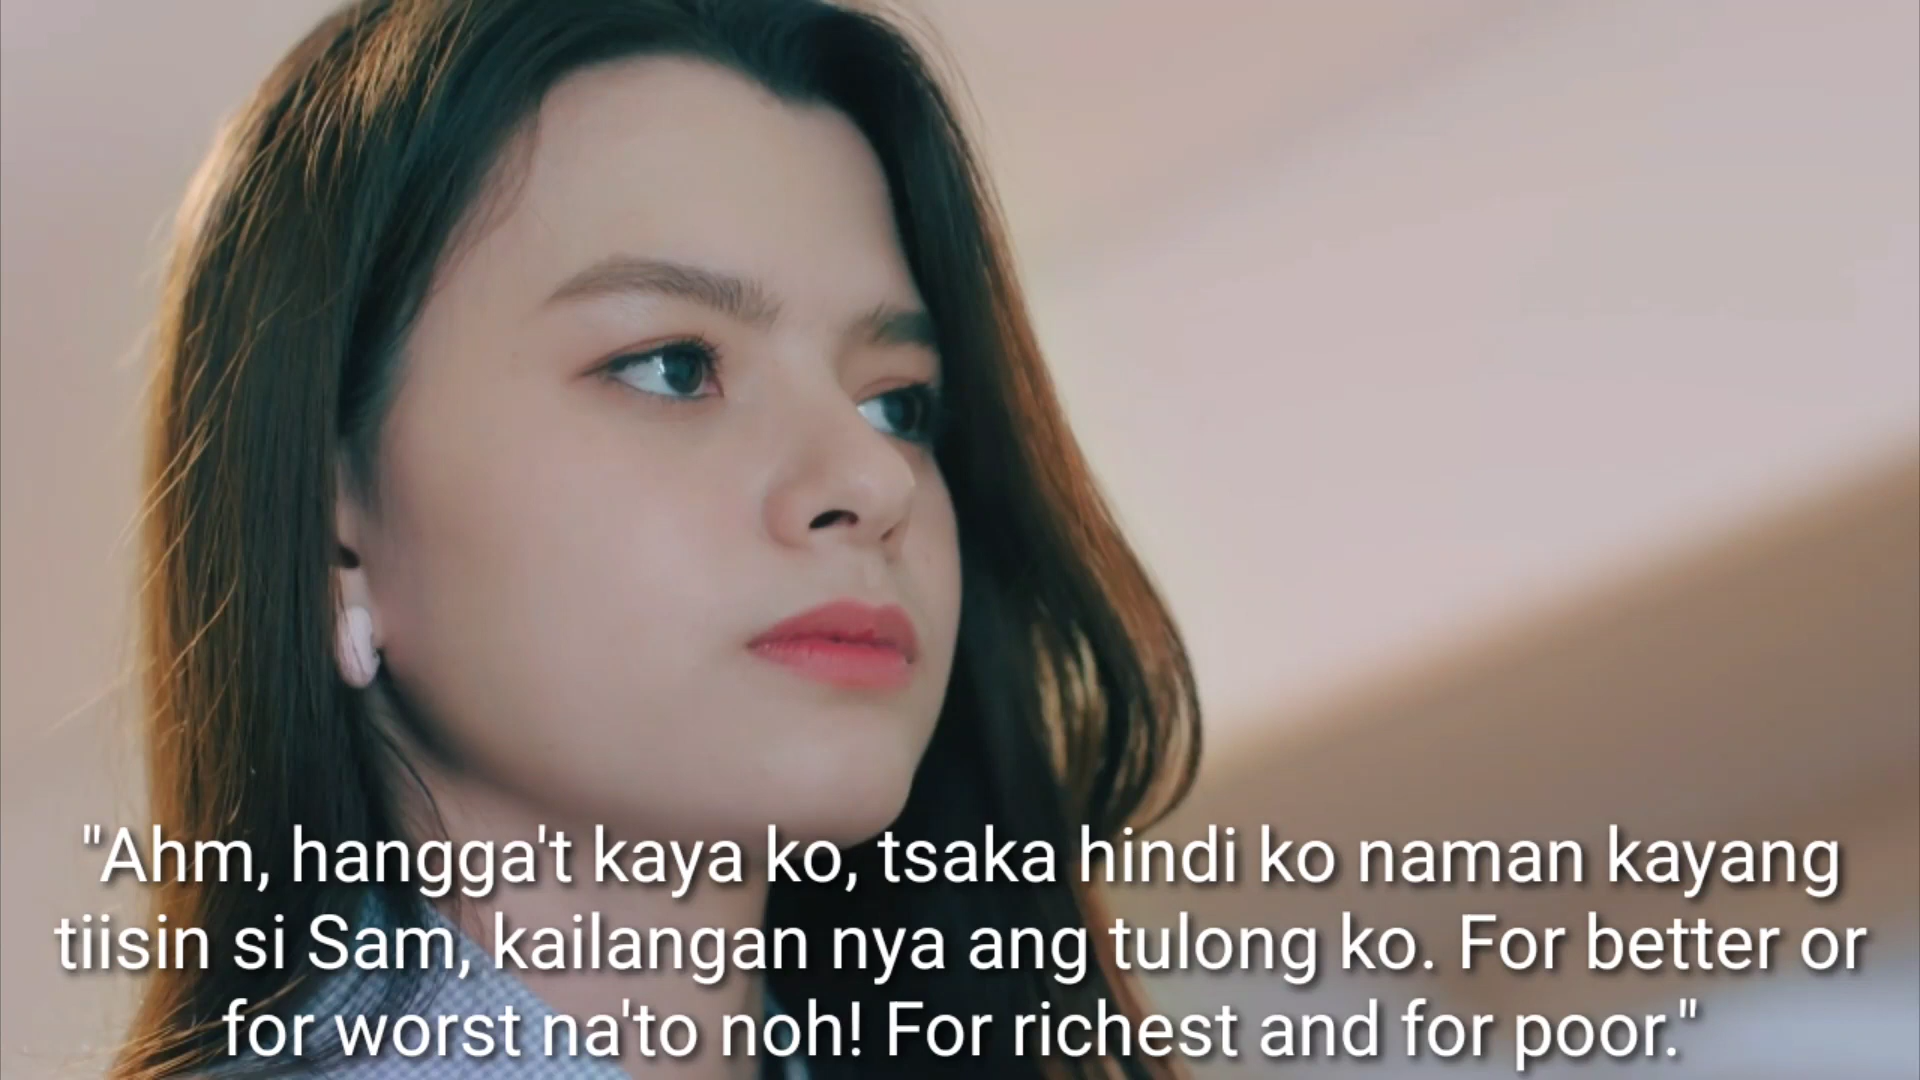 "Ahm, hangga't kaya ko, tsaka hindi ko naman kayang
tiisin si Sam, kailangan nya ang tulong ko. For better or
for worst na'to noh! For richest and for poor."